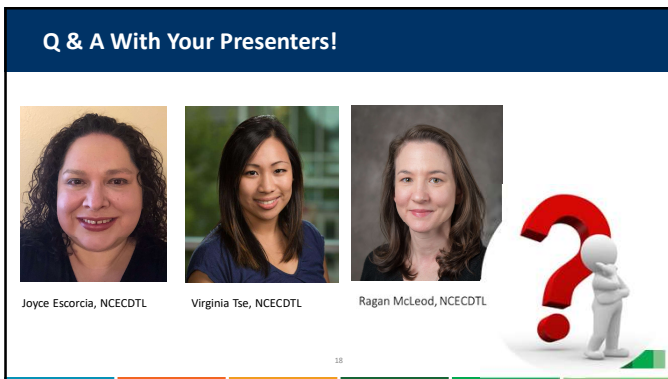 Q & A With Your Presenters!
Joyce Escorcia, NCECDTL
Virginia Tse, NCECDTL
Ragan McLeod, NCECDTL
18